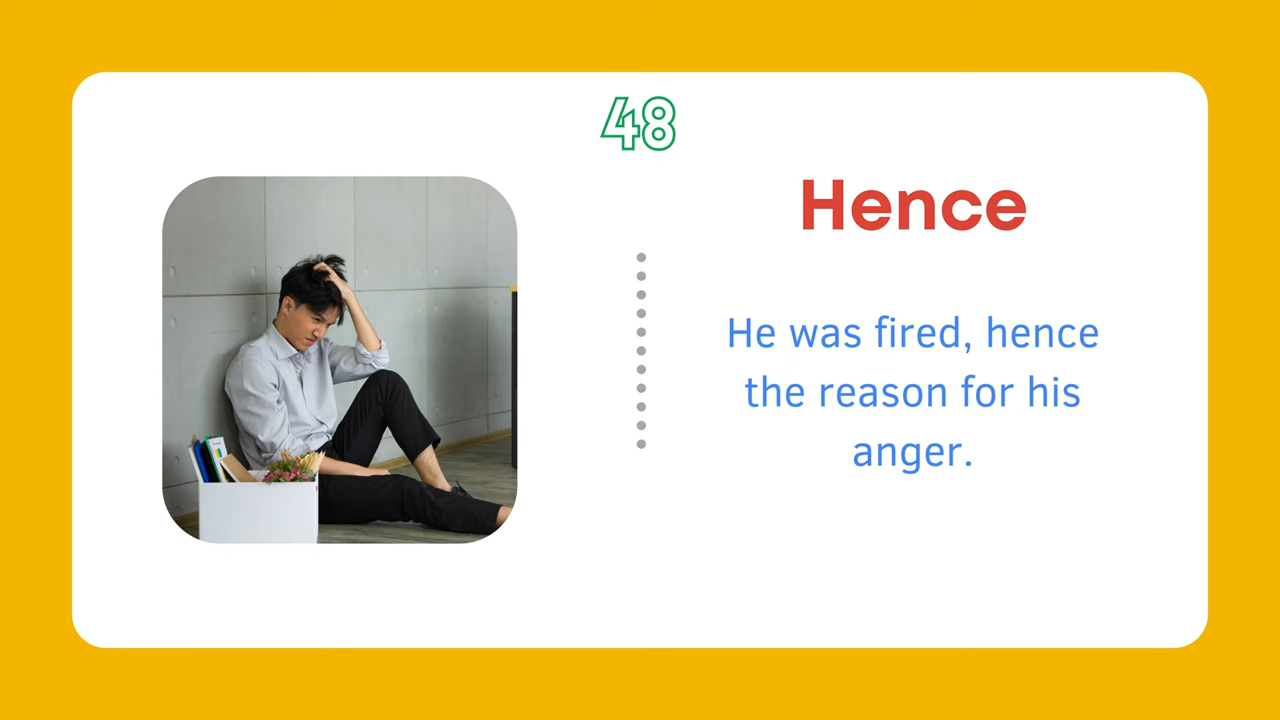 48
Hence
He was fired, hence
the reason for his
anger.